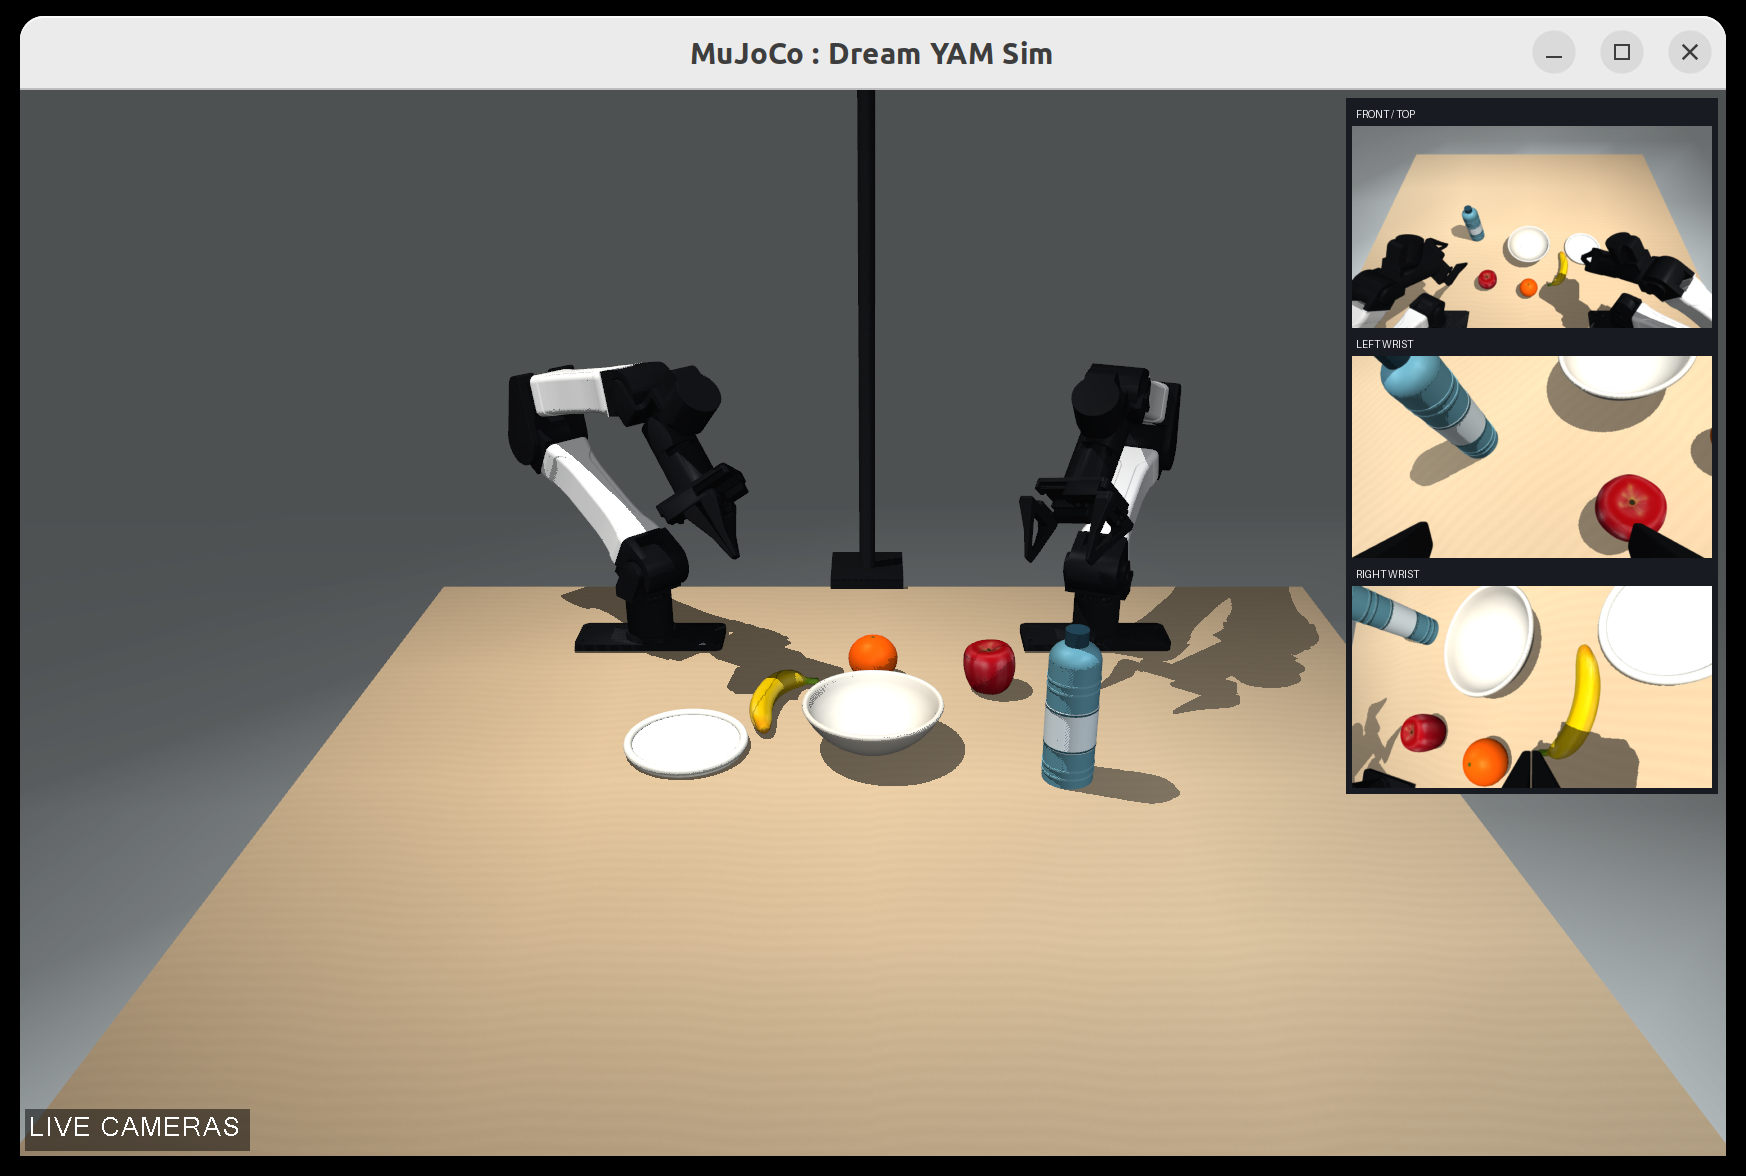 MuJoCo : Dream YAM Sim
FRONT / TOP
LEFT WRIST
RIGHT WRIST
LIVE CAMERAS